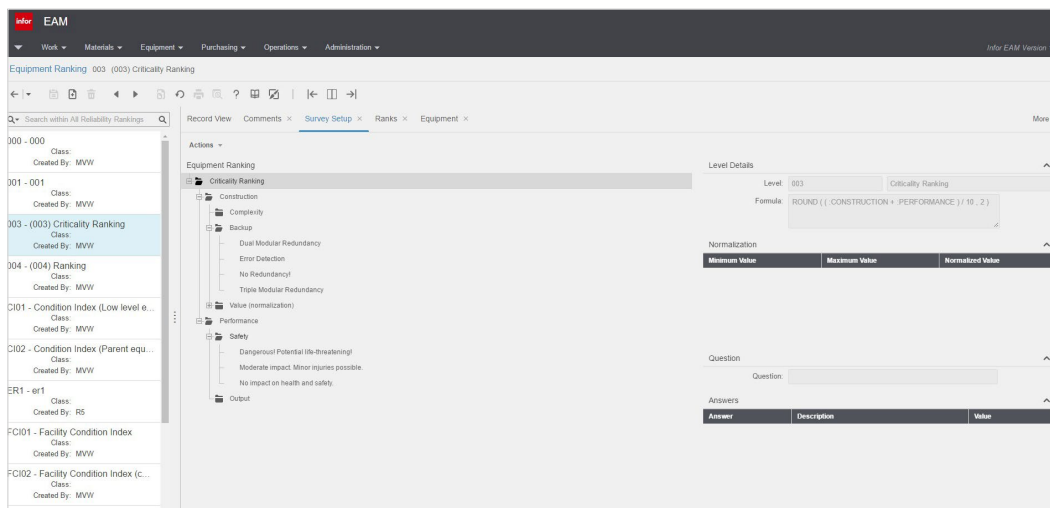 infor EAM
Work Materials Equipment Purchasing Operations Administration Infor EAM Version
Equipment Ranking 003 (003) Criticality Ranking
Search within All Reliability Rankings
Record View Comments × Survey Setup × Ranks × Equipment × More
000 - 000
Class:
Created By: MVW
001 - 001
Class:
Created By: MVW
003 - (003) Criticality Ranking
Class:
Created By: MVW
004 - (004) Ranking
Class:
Created By: MVW
CI01 - Condition Index (Low level e...
Class:
Created By: MVW
CI02 - Condition Index (Parent equ...
Class:
Created By: MVW
ER1 - er1
Class:
Created By: R5
FCI01 - Facility Condition Index
Class:
Created By: MVW
FCI02 - Facility Condition Index (c...
Class:
Created By: MVW
Actions
Equipment Ranking
Criticality Ranking
Construction
Complexity
Backup
Dual Modular Redundancy
Error Detection
No Redundancy!
Triple Modular Redundancy
Value (normalization)
Performance
Safety
Dangerous! Potential life-threatening!
Moderate impact. Minor injuries possible.
No impact on health and safety.
Output
Level Details
Level: 003 Criticality Ranking
Formula: ROUND ( ( :CONSTRUCTION + :PERFORMANCE ) / 10 , 2 )
Normalization
Minimum Value Maximum Value Normalized Value
Question
Question:
Answers
Answer Description Value